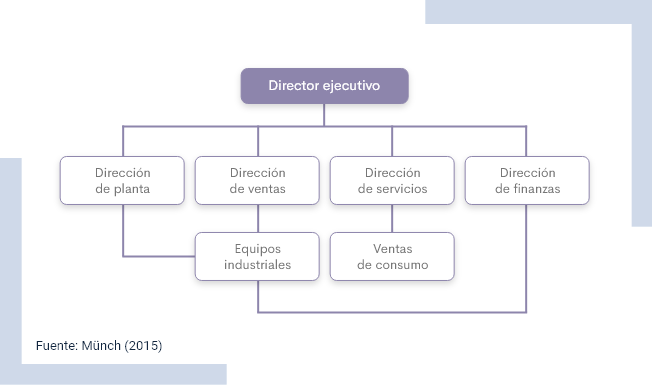 Director ejecutivo
Dirección
de planta
Dirección
de ventas
Dirección
de servicios
Dirección
de finanzas
Equipos
industriales
Ventas
de consumo
Fuente: Münch (2015)